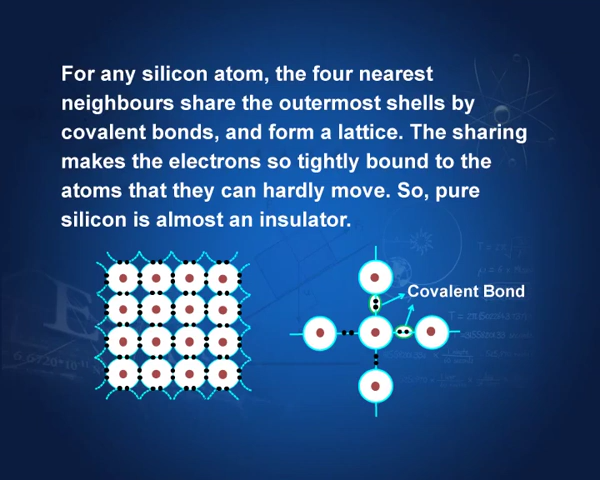 For any silicon atom, the four nearest
neighbours share the outermost shells by
covalent bonds, and form a lattice. The sharing
makes the electrons so tightly bound to the
atoms that they can hardly move. So, pure
silicon is almost an insulator.
Covalent Bond